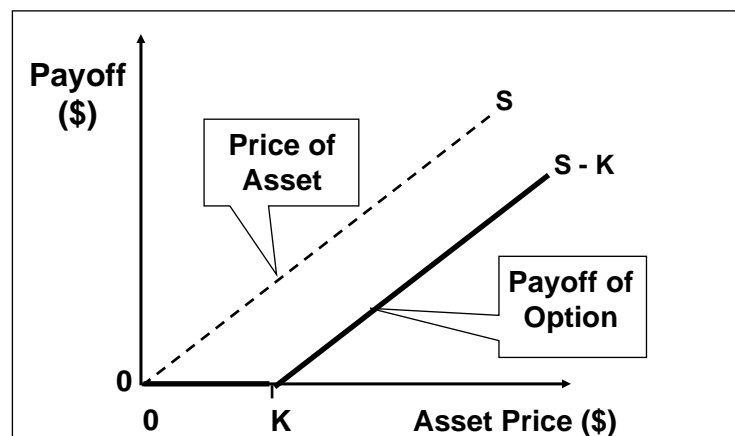 Payoff
($)
S
Price of
Asset
S - K
Payoff of
Option
0
0
K
Asset Price ($)